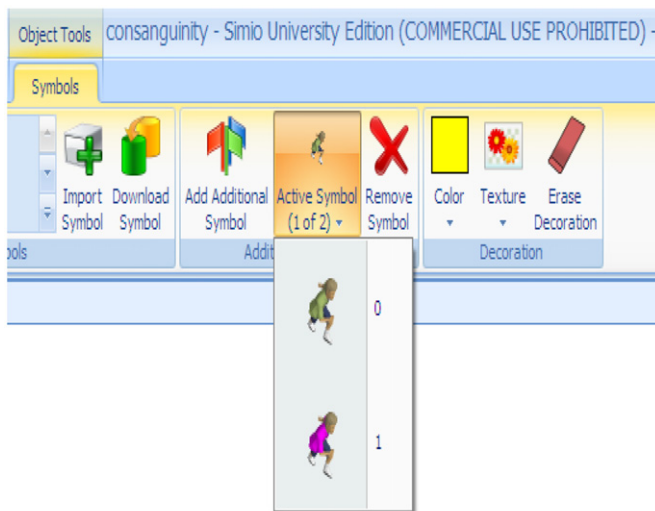 Object Tools consanguinity - Simio University Edition (COMMERCIAL USE PROHIBITED) -
Symbols
Import Symbol
Download Symbol
Add Additional Symbol
Active Symbol (1 of 2)
Remove Symbol
Color
Texture
Erase Decoration
ools
Addit
Decoration
0
1